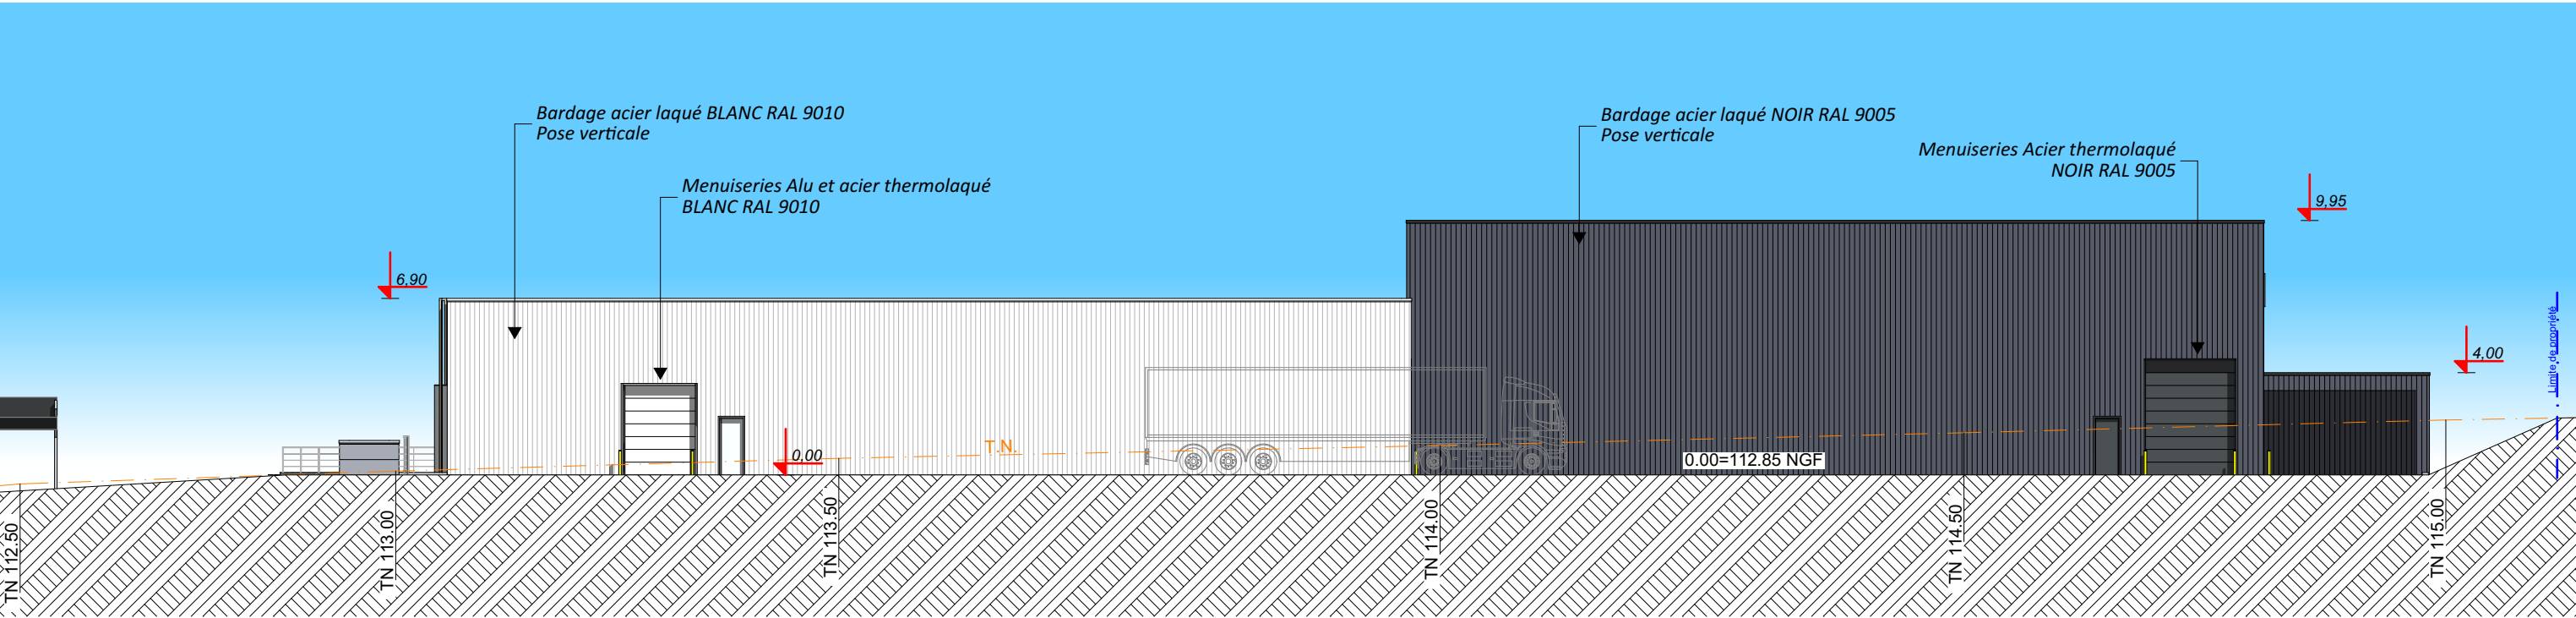 Bardage acier laqué BLANC RAL 9010
Pose verticale
Bardage acier laqué NOIR RAL 9005
Pose verticale
Menuiseries Acier thermolaqué
NOIR RAL 9005
Menuiseries Alu et acier thermolaqué
BLANC RAL 9010
9,95
6,90
4,00
Limite de propriété
T.N.
0,00
0.00=112.85 NGF
TN 112.50
TN 113.00
TN 113.50
TN 114.00
TN 114.50
TN 115.00